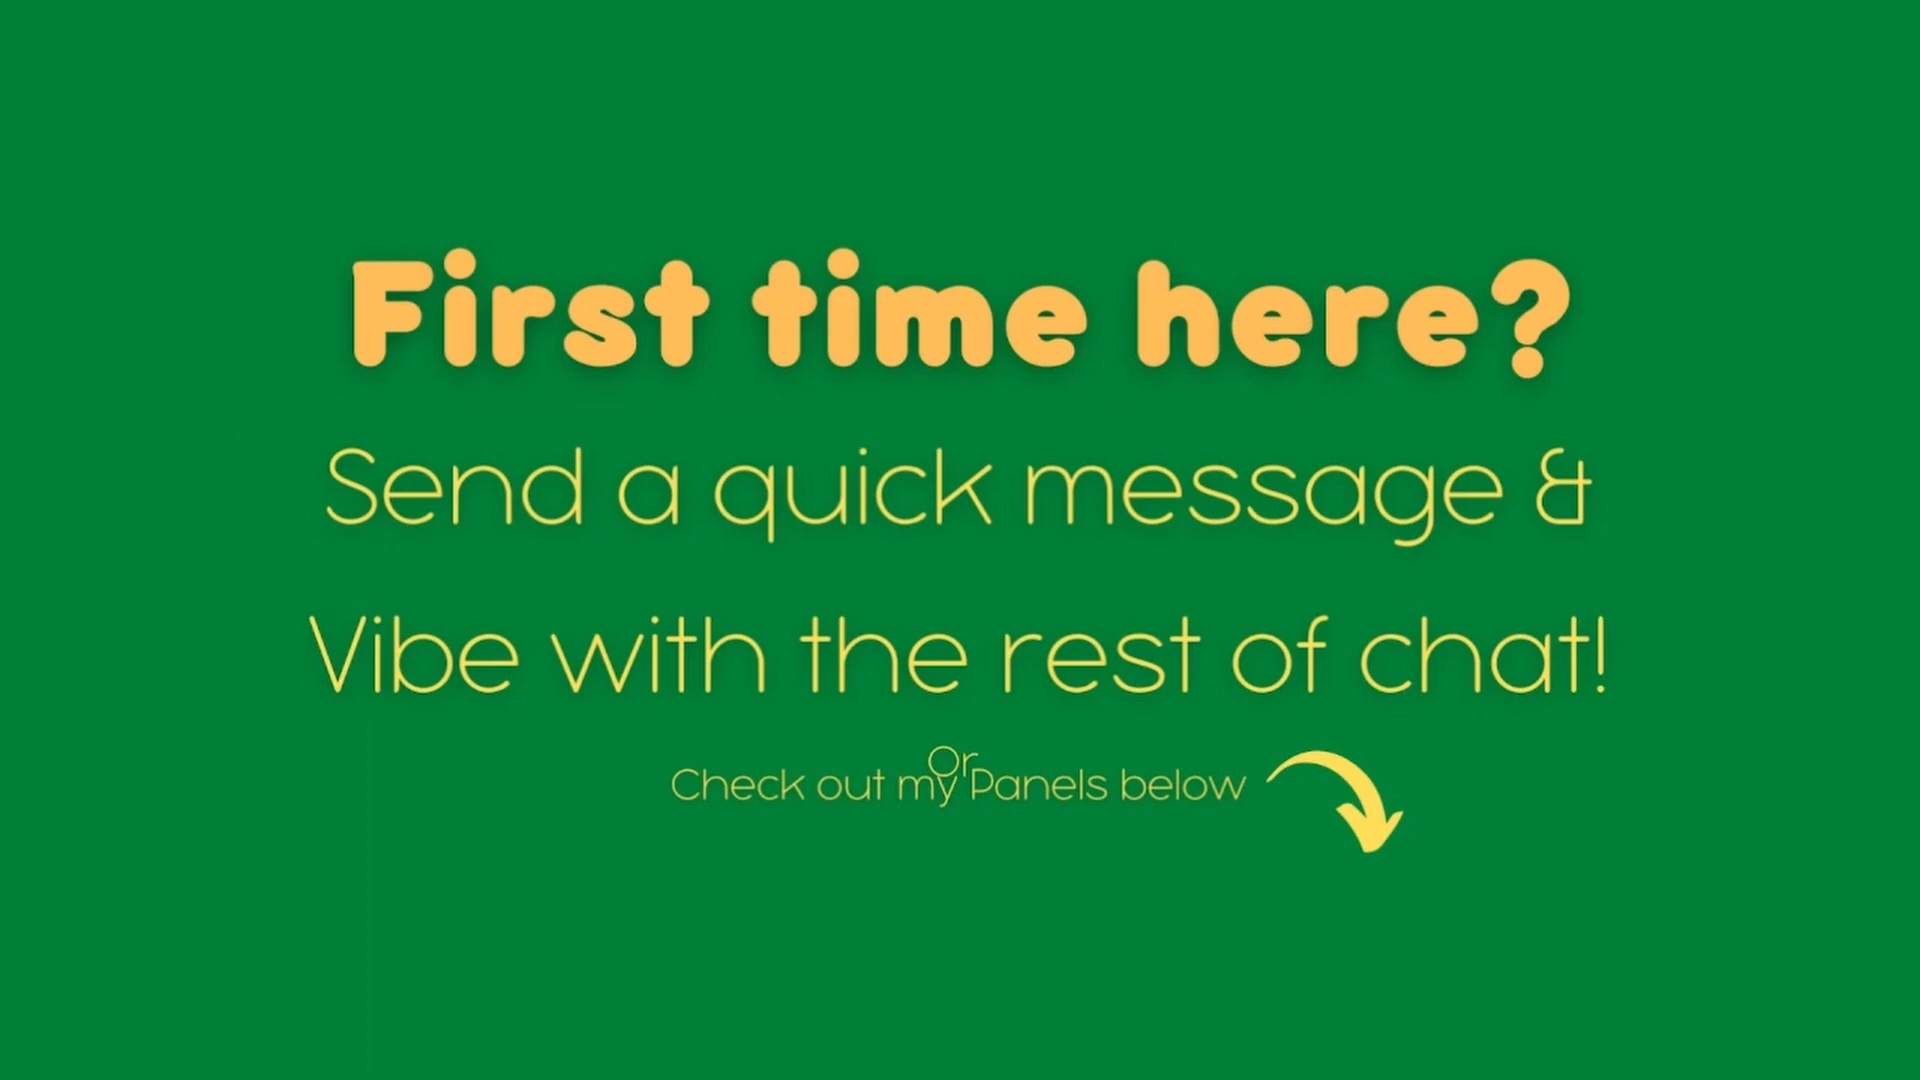 First time here?
Send a quick message &
Vibe with the rest of chat!
Or
Check out my Panels below